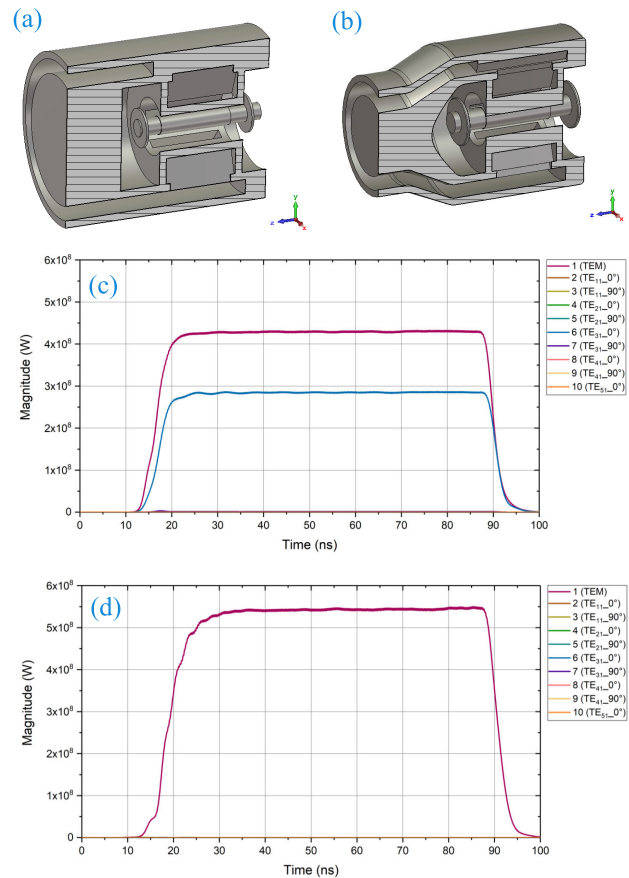 (a)
(b)
y
z
x
y
z
x
(c)
6x10⁸
5x10⁸
4x10⁸
3x10⁸
2x10⁸
1x10⁸
0
Magnitude (W)
0 10 20 30 40 50 60 70 80 90 100
Time (ns)
1 (TEM)
2 (TE₁₁_0°)
3 (TE₁₁_90°)
4 (TE₂₁_0°)
5 (TE₂₁_90°)
6 (TE₃₁_0°)
7 (TE₃₁_90°)
8 (TE₄₁_0°)
9 (TE₄₁_90°)
10 (TE₅₁_0°)
(d)
6x10⁸
5x10⁸
4x10⁸
3x10⁸
2x10⁸
1x10⁸
0
Magnitude (W)
0 10 20 30 40 50 60 70 80 90 100
Time (ns)
1 (TEM)
2 (TE₁₁_0°)
3 (TE₁₁_90°)
4 (TE₂₁_0°)
5 (TE₂₁_90°)
6 (TE₃₁_0°)
7 (TE₃₁_90°)
8 (TE₄₁_0°)
9 (TE₄₁_90°)
10 (TE₅₁_0°)